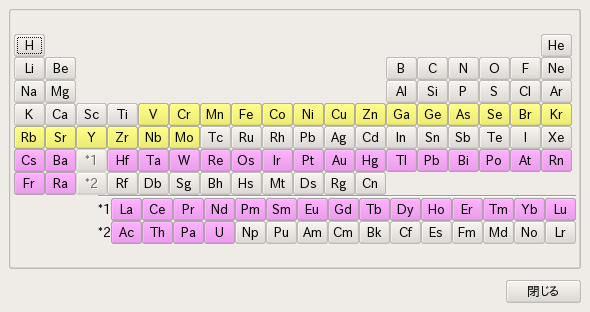 H He
Li Be B C N O F Ne
Na Mg Al Si P S Cl Ar
K Ca Sc Ti V Cr Mn Fe Co Ni Cu Zn Ga Ge As Se Br Kr
Rb Sr Y Zr Nb Mo Tc Ru Rh Pb Ag Cd In Sn Sb Te I Xe
Cs Ba *1 Hf Ta W Re Os Ir Pt Au Hg Tl Pb Bi Po At Rn
Fr Ra *2 Rf Db Sg Bh Hs Mt Ds Rg Cn
*1 La Ce Pr Nd Pm Sm Eu Gd Tb Dy Ho Er Tm Yb Lu
*2 Ac Th Pa U Np Pu Am Cm Bk Cf Es Fm Md No Lr
閉じる